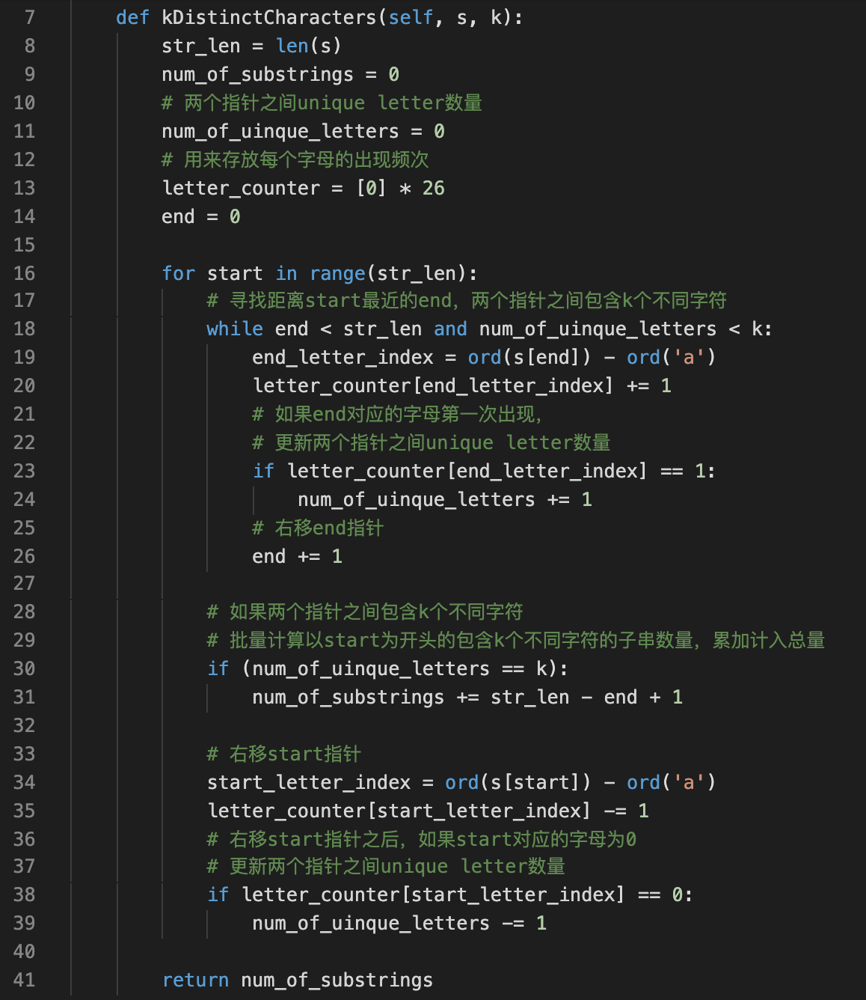 7 def kDistinctCharacters(self, s, k):
8 str_len = len(s)
9 num_of_substrings = 0
10 # 两个指针之间unique letter数量
11 num_of_uinque_letters = 0
12 # 用来存放每个字母的出现频次
13 letter_counter = [0] * 26
14 end = 0
15
16 for start in range(str_len):
17 # 寻找距离start最近的end，两个指针之间包含k个不同字符
18 while end < str_len and num_of_uinque_letters < k:
19 end_letter_index = ord(s[end]) - ord('a')
20 letter_counter[end_letter_index] += 1
21 # 如果end对应的字母第一次出现，
22 # 更新两个指针之间unique letter数量
23 if letter_counter[end_letter_index] == 1:
24 num_of_uinque_letters += 1
25 # 右移end指针
26 end += 1
27
28 # 如果两个指针之间包含k个不同字符
29 # 批量计算以start为开头的包含k个不同字符的子串数量，累加计入总量
30 if (num_of_uinque_letters == k):
31 num_of_substrings += str_len - end + 1
32
33 # 右移start指针
34 start_letter_index = ord(s[start]) - ord('a')
35 letter_counter[start_letter_index] -= 1
36 # 右移start指针之后，如果start对应的字母为0
37 # 更新两个指针之间unique letter数量
38 if letter_counter[start_letter_index] == 0:
39 num_of_uinque_letters -= 1
40
41 return num_of_substrings